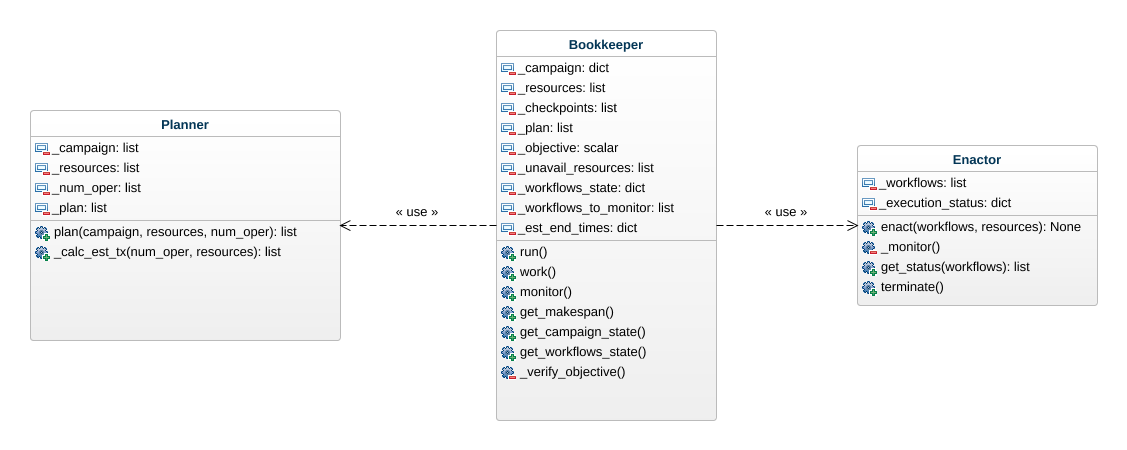 Planner
_campaign: list
_resources: list
_num_oper: list
_plan: list
plan(campaign, resources, num_oper): list
_calc_est_tx(num_oper, resources): list
« use »
Bookkeeper
_campaign: dict
_resources: list
_checkpoints: list
_plan: list
_objective: scalar
_unavail_resources: list
_workflows_state: dict
_workflows_to_monitor: list
_est_end_times: dict
run()
work()
monitor()
get_makespan()
get_campaign_state()
get_workflows_state()
_verify_objective()
« use »
Enactor
_workflows: list
_execution_status: dict
enact(workflows, resources): None
_monitor()
get_status(workflows): list
terminate()